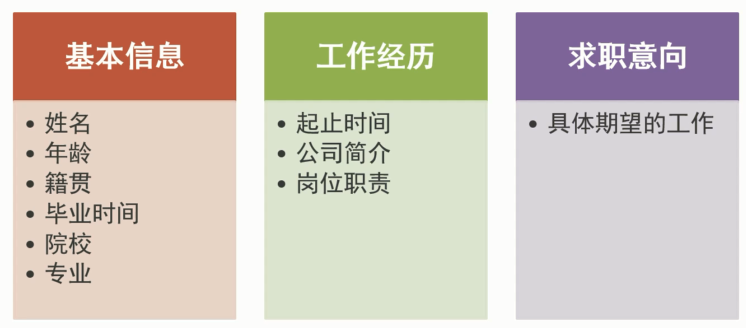 基本信息
• 姓名
• 年龄
• 籍贯
• 毕业时间
• 院校
• 专业
工作经历
• 起止时间
• 公司简介
• 岗位职责
求职意向
• 具体期望的工作